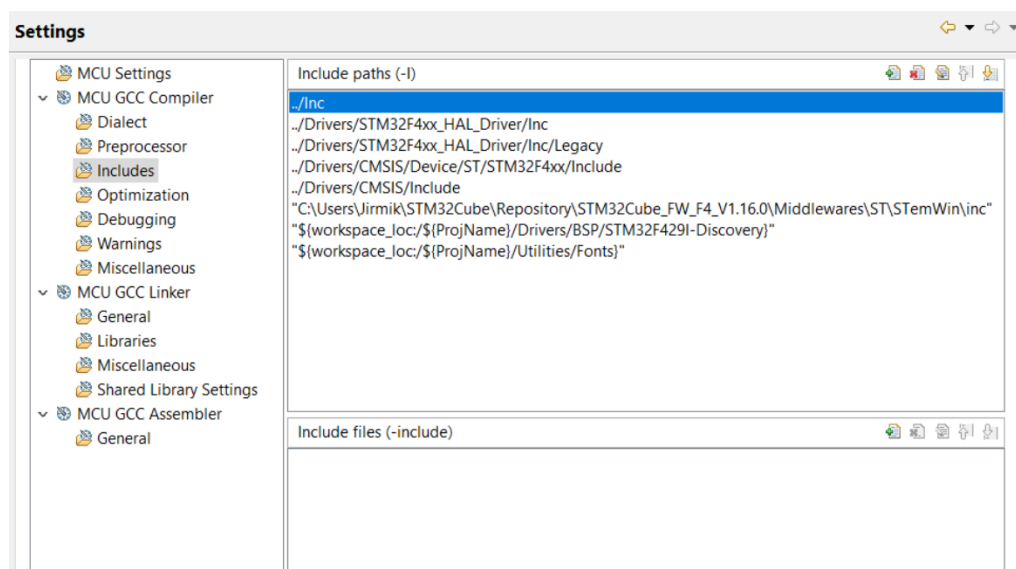 Settings
MCU Settings
MCU GCC Compiler
Dialect
Preprocessor
Includes
Optimization
Debugging
Warnings
Miscellaneous
MCU GCC Linker
General
Libraries
Miscellaneous
Shared Library Settings
MCU GCC Assembler
General
Include paths (-I)
../Inc
../Drivers/STM32F4xx_HAL_Driver/Inc
../Drivers/STM32F4xx_HAL_Driver/Inc/Legacy
../Drivers/CMSIS/Device/ST/STM32F4xx/Include
../Drivers/CMSIS/Include
"C:\Users\Jirmik\STM32Cube\Repository\STM32Cube_FW_F4_V1.16.0\Middlewares\ST\STemWin\inc"
"${workspace_loc:/${ProjName}/Drivers/BSP/STM32F429I-Discovery}"
"${workspace_loc:/${ProjName}/Utilities/Fonts}"
Include files (-include)